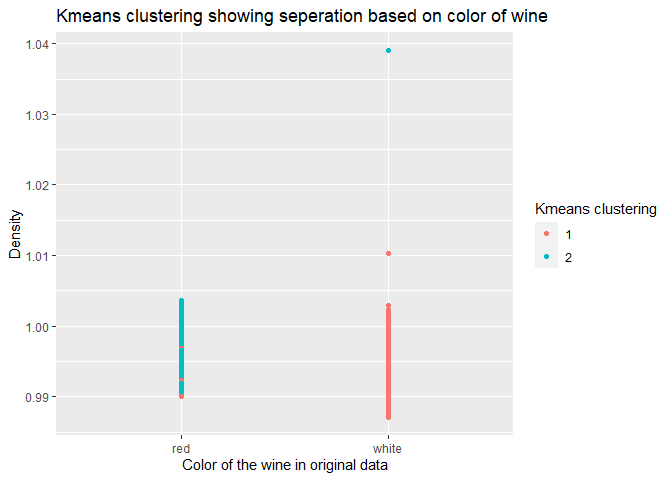 Kmeans clustering showing seperation based on color of wine
1.04
1.03
1.02
1.01
1.00
0.99
Density
red
white
Color of the wine in original data
Kmeans clustering
1
2